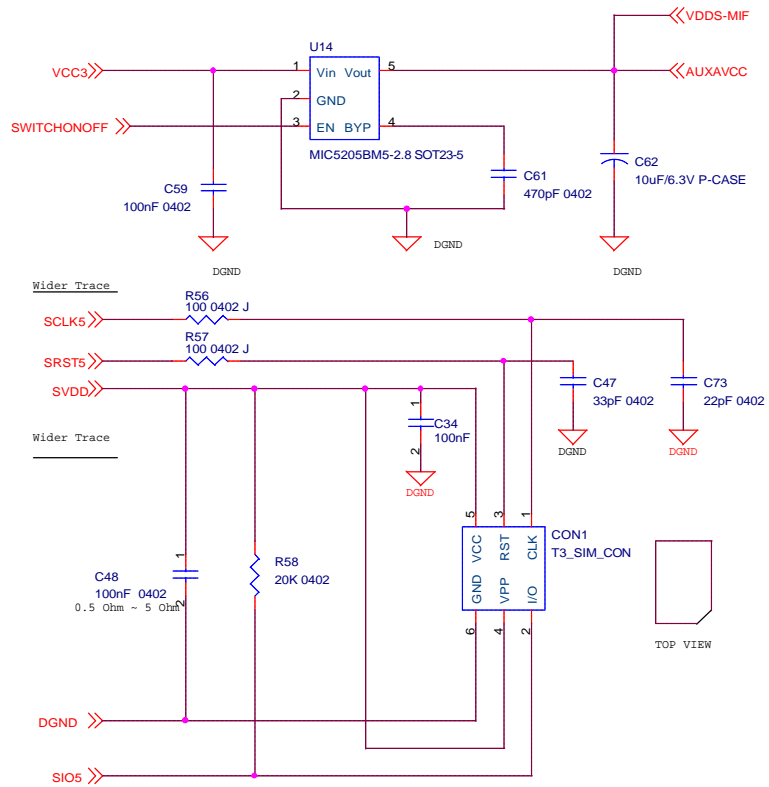 VDDS-MIF
U14
VCC3
1
Vin
Vout
5
AUXAVCC
2
GND
SWITCHONOFF
3
EN
BYP
4
MIC5205BM5-2.8 SOT23-5
C59
100nF 0402
C61
470pF 0402
C62
10uF/6.3V P-CASE
DGND
DGND
DGND
Wider Trace
R56
100 0402 J
SCLK5
R57
100 0402 J
SRST5
SVDD
C47
33pF 0402
C73
22pF 0402
1
C34
100nF
2
Wider Trace
DGND
DGND
DGND
5
3
1
VCC
RST
CLK
CON1
T3_SIM_CON
GND
VPP
I/O
6
4
2
1
C48
100nF 0402
0.5 Ohm ~ 5 Ohm
2
R58
20K 0402
TOP VIEW
DGND
SIO5